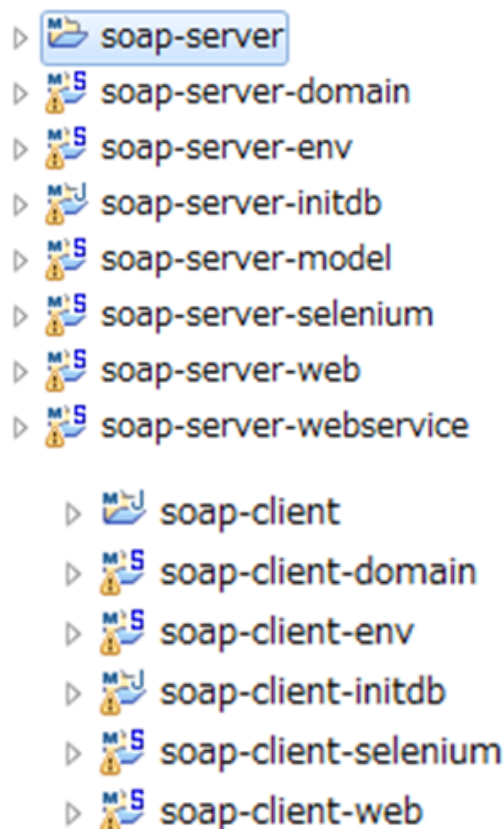 soap-server
soap-server-domain
soap-server-env
soap-server-initdb
soap-server-model
soap-server-selenium
soap-server-web
soap-server-webservice
soap-client
soap-client-domain
soap-client-env
soap-client-initdb
soap-client-selenium
soap-client-web